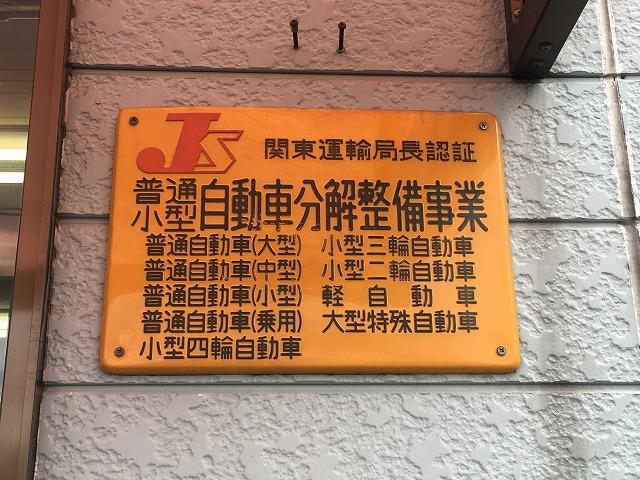 JS 関東運輸局長認証
普通
小型 自動車分解整備事業
普通自動車(大型) 小型三輪自動車
普通自動車(中型) 小型二輪自動車
普通自動車(小型) 軽自動車
普通自動車(乗用) 大型特殊自動車
小型四輪自動車